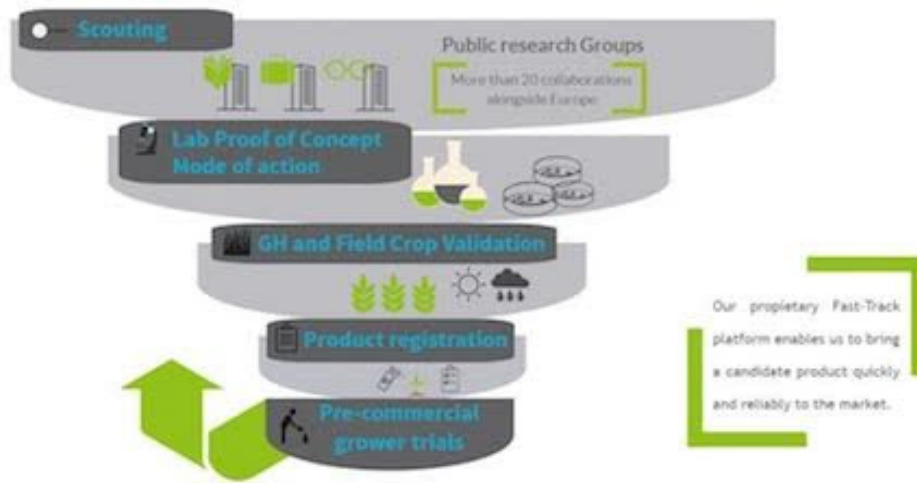 Scouting
Public research Groups
More than 20 collaborations
alongside Europe
Lab Proof of Concept
Mode of action
GH and Field Crop Validation
Product registration
Pre-commercial
grower trials
Our propietary Fast-Track
platform enables us to bring
a candidate product quickly
and reliably to the market.